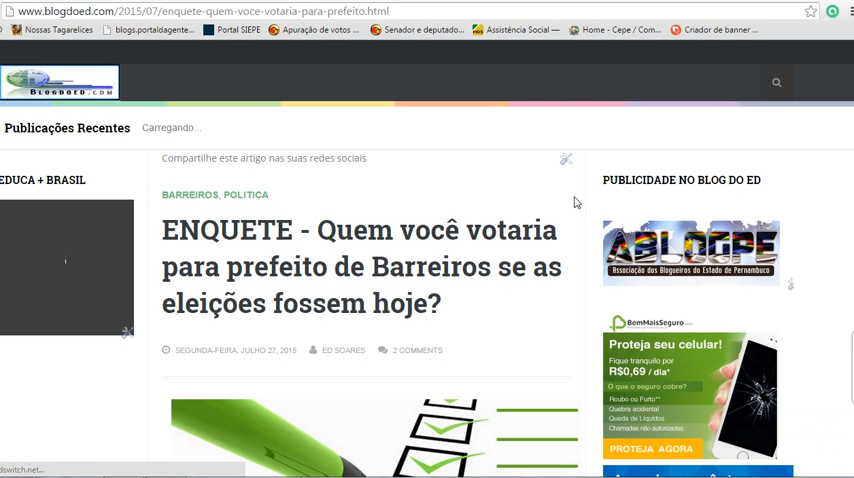 www.blogdoed.com/2015/07/enquete-quem-voce-votaria-para-prefeito.html
Nossas Tagarelices
blogs.portaldagente...
Portal SIEPE
Apuração de votos ...
Senador e deputado...
Assistência Social —
Home - Cepe / Com...
Criador de banner ...
BLOGDOED.COM
Publicações Recentes
Carregando...
EDUCA + BRASIL
Compartilhe este artigo nas suas redes sociais
BARREIROS, POLITICA
ENQUETE - Quem você votaria
para prefeito de Barreiros se as
eleições fossem hoje?
SEGUNDA-FEIRA, JULHO 27, 2015
ED SOARES
2 COMMENTS
PUBLICIDADE NO BLOG DO ED
ABLOGPE
Associação dos Blogueiros do Estado de Pernambuco
BemMaisSeguro.com
Proteja seu celular!
Fique tranquilo por
R$0,69 / dia*
O que o seguro cobre?
Roubo ou Furto**
Quebra acidental
Queda de Líquidos
Chamadas não autorizadas
PROTEJA AGORA
dswitch.net...